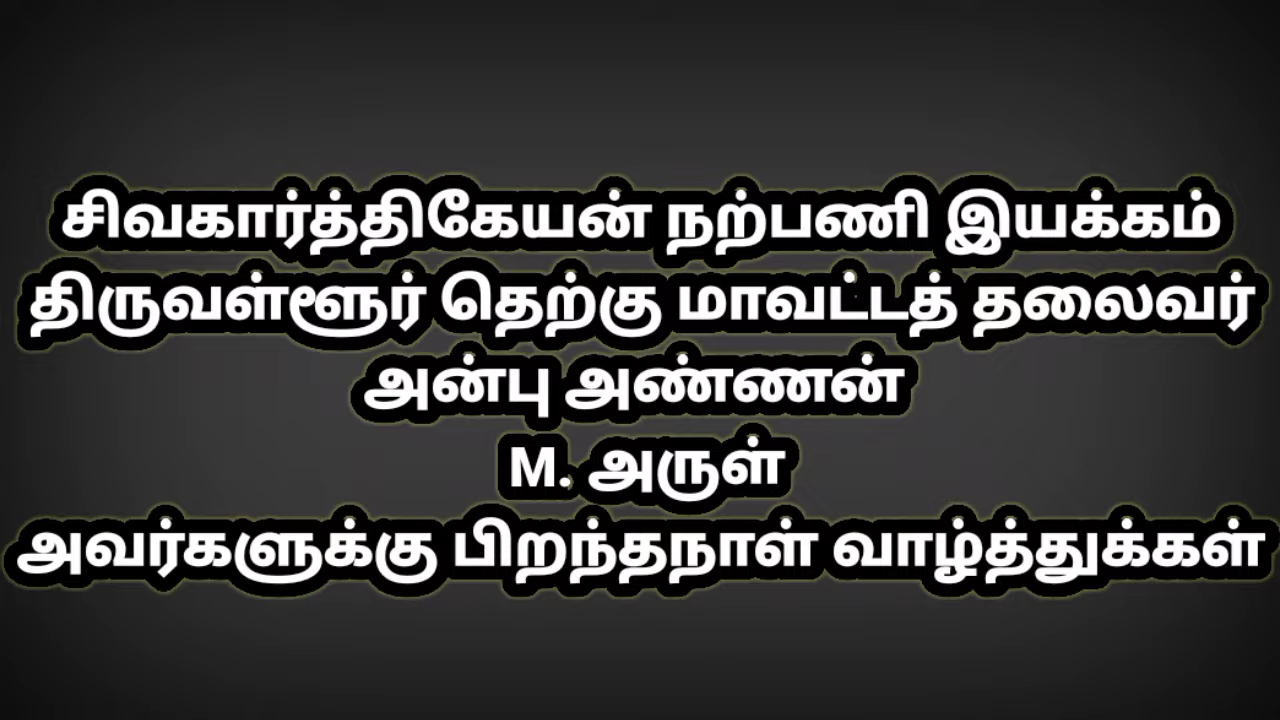 சிவகார்த்திகேயன் நற்பணி இயக்கம்
திருவள்ளூர் தெற்கு மாவட்டத் தலைவர்
அன்பு அண்ணன்
M. அருள்
அவர்களுக்கு பிறந்தநாள் வாழ்த்துக்கள்